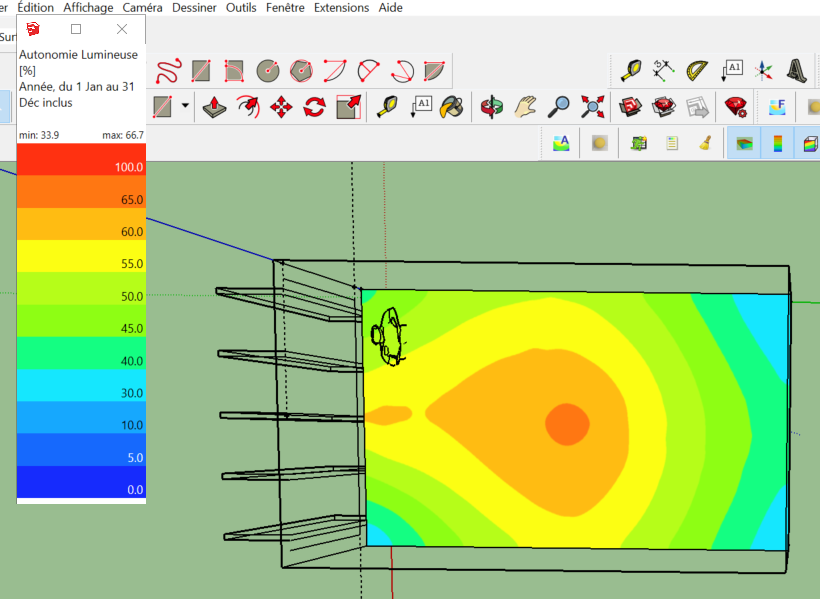 er Édition Affichage Caméra Dessiner Outils Fenêtre Extensions Aide
Sur
Autonomie Lumineuse
[%]
Année, du 1 Jan au 31
Déc inclus
min: 33.9 max: 66.7
100.0
65.0
60.0
55.0
50.0
45.0
40.0
30.0
10.0
5.0
0.0
A1
A1
3
F
A